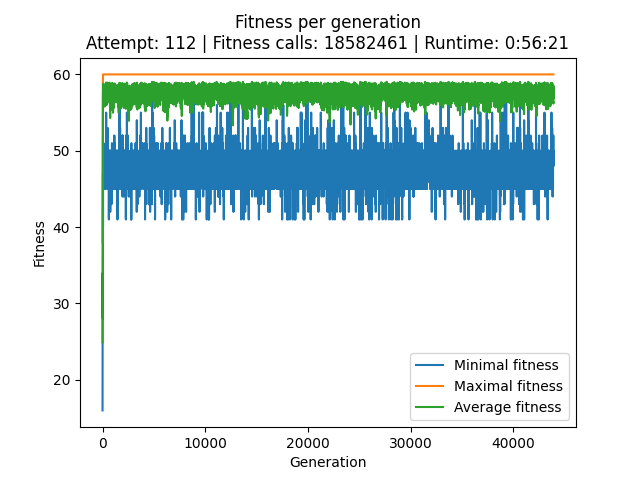 Fitness per generation
Attempt: 112 | Fitness calls: 18582461 | Runtime: 0:56:21
60
50
40
30
20
Fitness
0
10000
20000
30000
40000
Generation
Minimal fitness
Maximal fitness
Average fitness